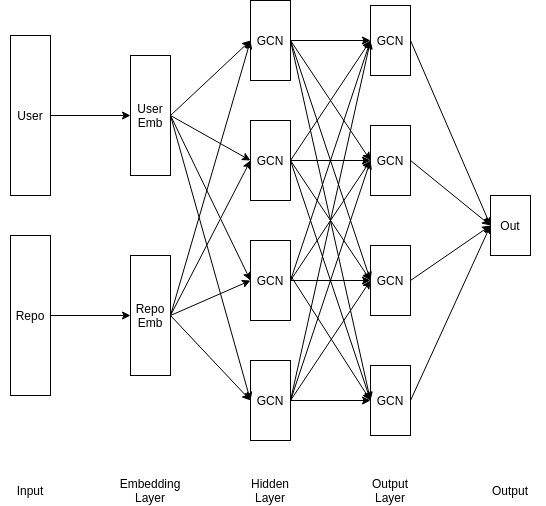 User
Repo
User
Emb
Repo
Emb
GCN
GCN
GCN
GCN
GCN
GCN
GCN
GCN
Out
Input
Embedding
Layer
Hidden
Layer
Output
Layer
Output